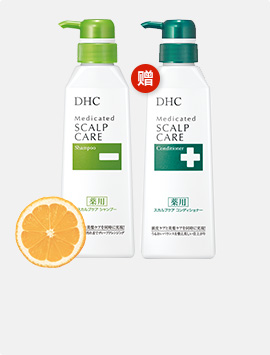 赠
DHC
Medicated
SCALP
CARE
Shampoo
薬用
スカルプケア シャンプー
DHC
Medicated
SCALP
CARE
Conditioner
薬用
スカルプケア コンディショナー